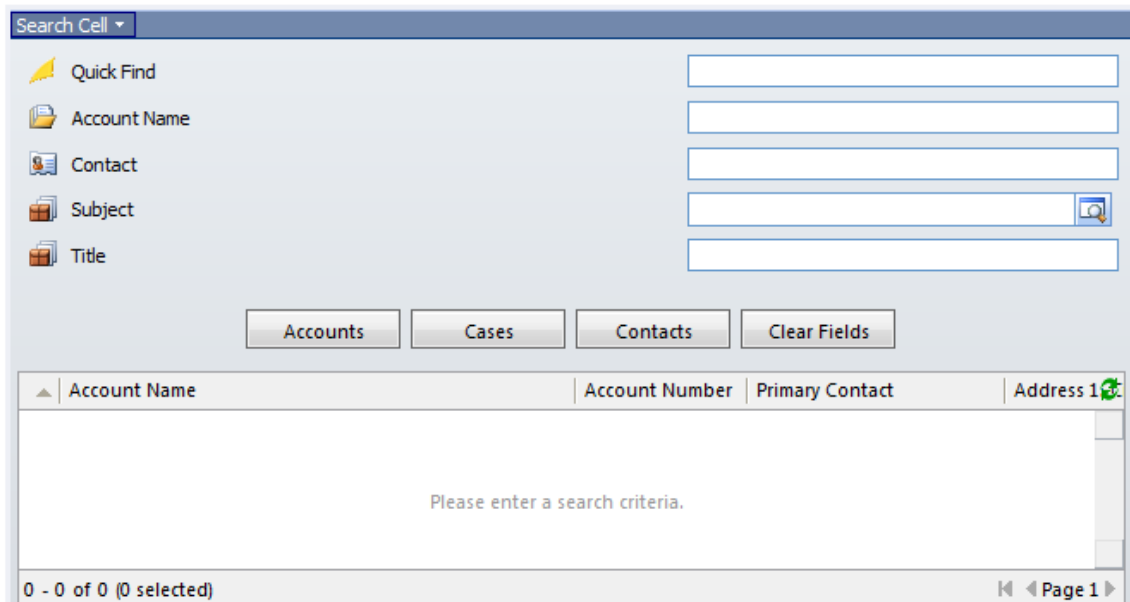 Search Cell
Quick Find
Account Name
Contact
Subject
Title
Accounts Cases Contacts Clear Fields
Account Name Account Number Primary Contact Address 1
Please enter a search criteria.
0 - 0 of 0 (0 selected) Page 1